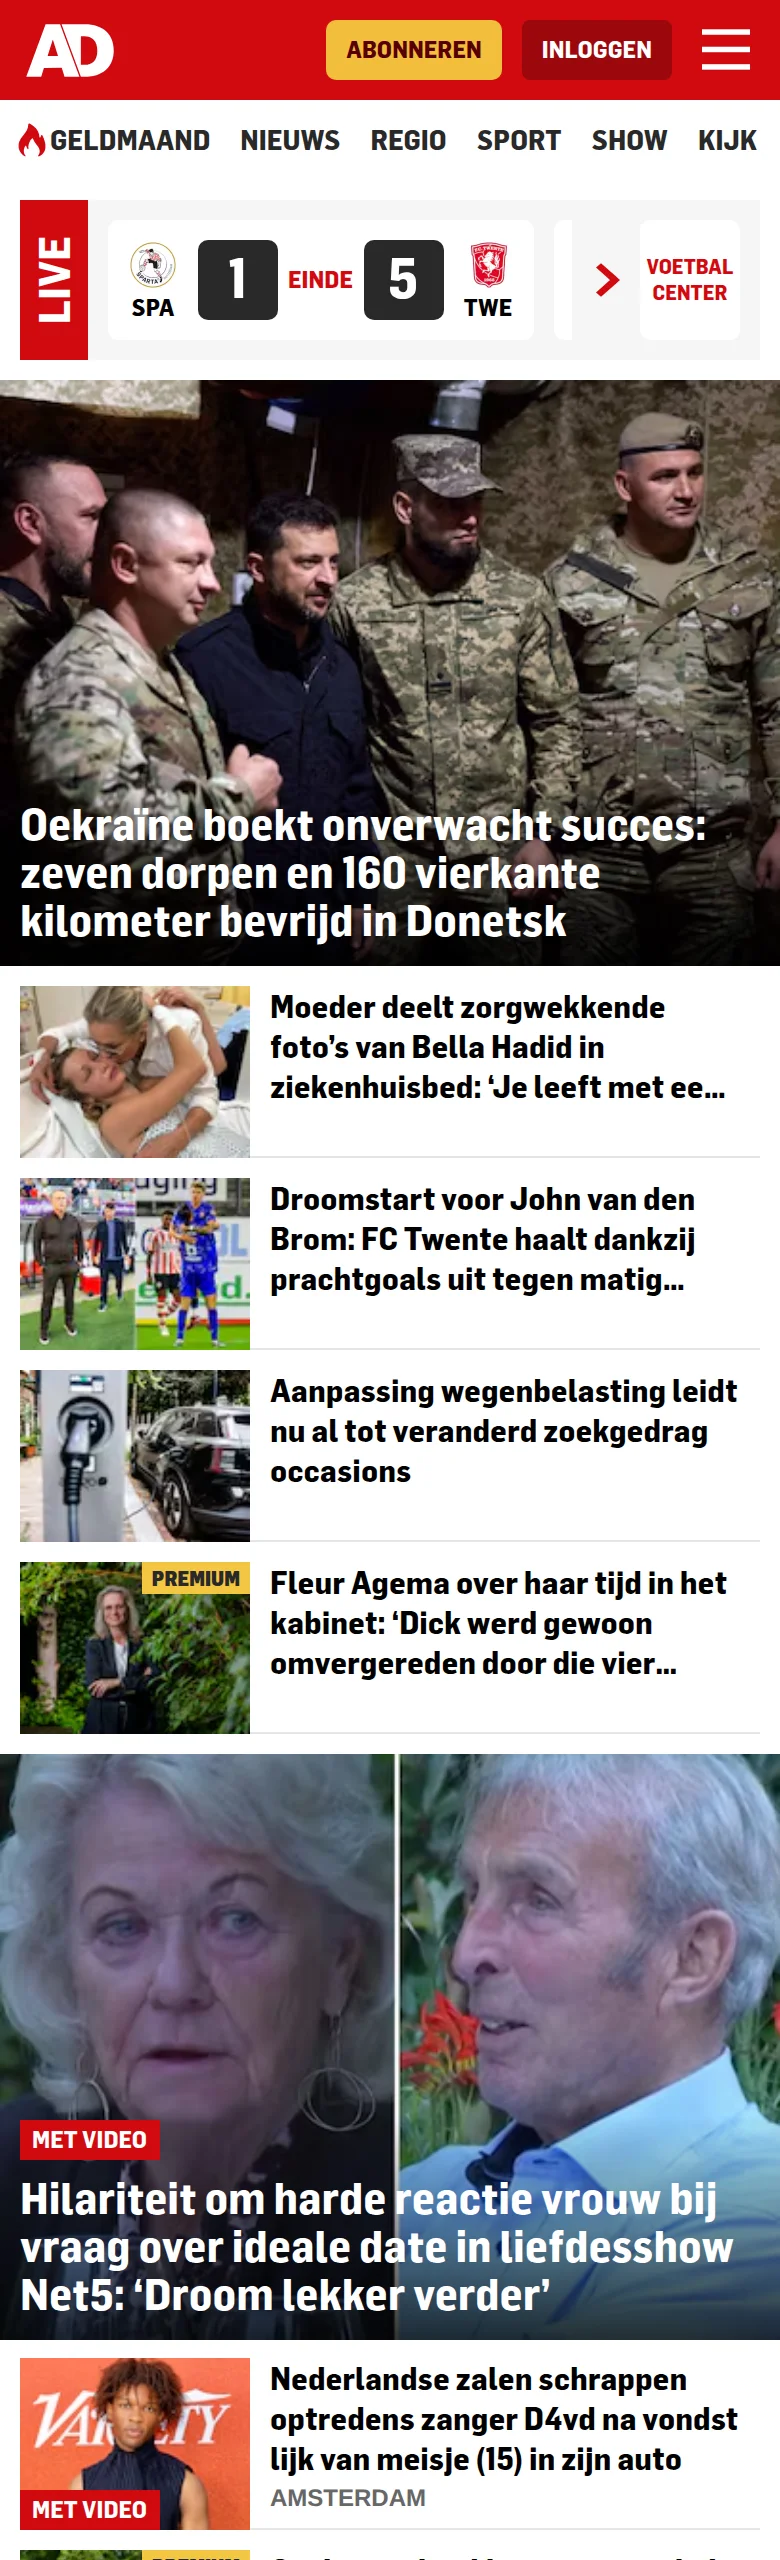 AD
ABONNEREN
INLOGGEN
GELDMAAND NIEUWS REGIO SPORT SHOW KIJK
LIVE
SPA
1
EINDE
5
TWE
VOETBAL
CENTER
Oekraïne boekt onverwacht succes:
zeven dorpen en 160 vierkante
kilometer bevrijd in Donetsk
Moeder deelt zorgwekkende
foto’s van Bella Hadid in
ziekenhuisbed: ‘Je leeft met ee...
Droomstart voor John van den
Brom: FC Twente haalt dankzij
prachtgoals uit tegen matig...
Aanpassing wegenbelasting leidt
nu al tot veranderd zoekgedrag
occasions
PREMIUM
Fleur Agema over haar tijd in het
kabinet: ‘Dick werd gewoon
omvergereden door die vier...
MET VIDEO
Hilariteit om harde reactie vrouw bij
vraag over ideale date in liefdesshow
Net5: ‘Droom lekker verder’
VARIETY
MET VIDEO
Nederlandse zalen schrappen
optredens zanger D4vd na vondst
lijk van meisje (15) in zijn auto
AMSTERDAM